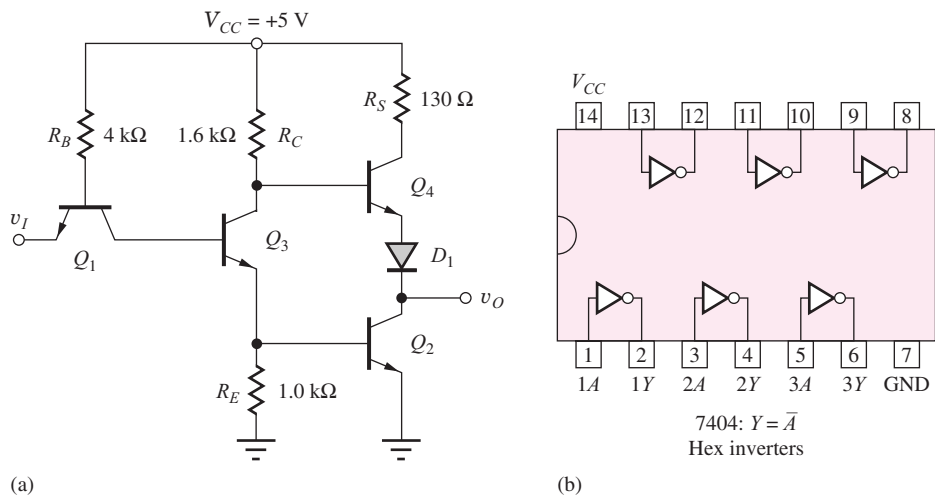 V_CC = +5 V
R_B 4 kΩ 1.6 kΩ R_C R_S 130 Ω
Q_4
v_I Q_1 Q_3 D_1
v_O
Q_2
R_E 1.0 kΩ
(a)
V_CC
14 13 12 11 10 9 8
1 2 3 4 5 6 7
1A 1Y 2A 2Y 3A 3Y GND
7404: Y = A̅
Hex inverters
(b)